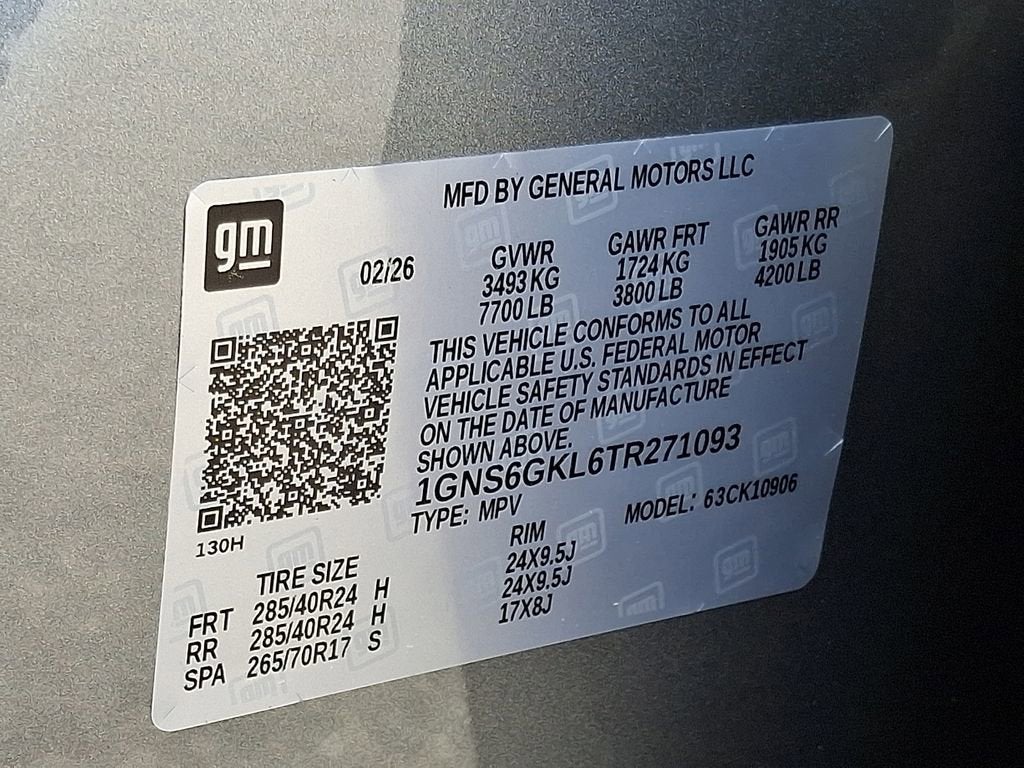 MFD BY GENERAL MOTORS LLC
gm
02/26
GVWR
3493 KG
7700 LB
GAWR FRT
1724 KG
3800 LB
GAWR RR
1905 KG
4200 LB
THIS VEHICLE CONFORMS TO ALL
APPLICABLE U.S. FEDERAL MOTOR
VEHICLE SAFETY STANDARDS IN EFFECT
ON THE DATE OF MANUFACTURE
SHOWN ABOVE.
1GNS6GKL6TR271093
TYPE: MPV
MODEL: 63CK10906
130H
TIRE SIZE RIM
FRT 285/40R24 H 24X9.5J
RR 285/40R24 H 24X9.5J
SPA 265/70R17 S 17X8J